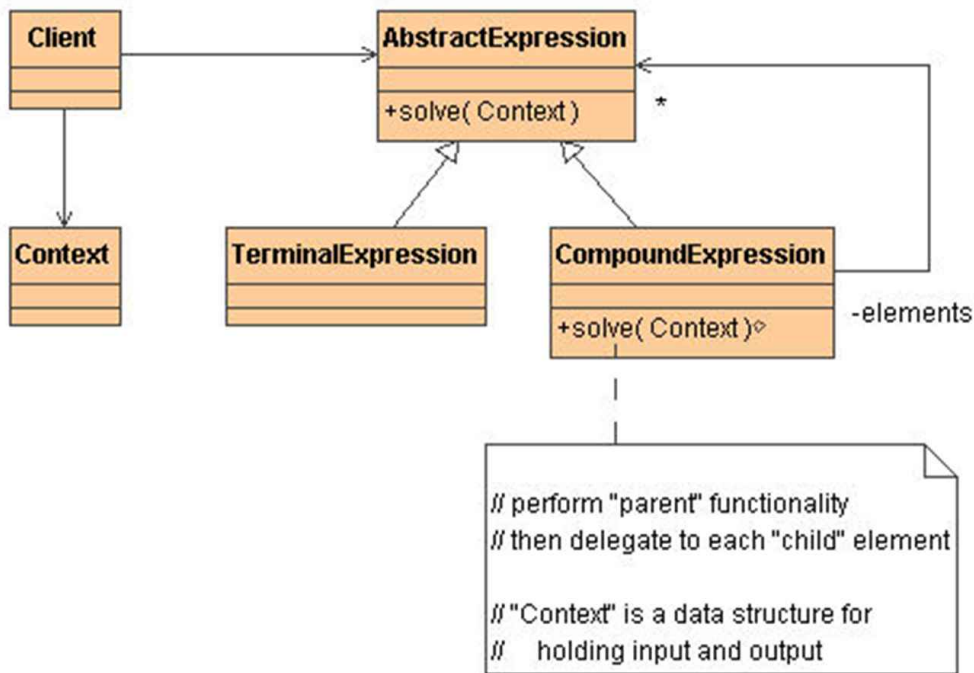 Client
AbstractExpression
+solve( Context )
*
Context
TerminalExpression
CompoundExpression
+solve( Context )
-elements
// perform "parent" functionality
// then delegate to each "child" element
// "Context" is a data structure for
//    holding input and output